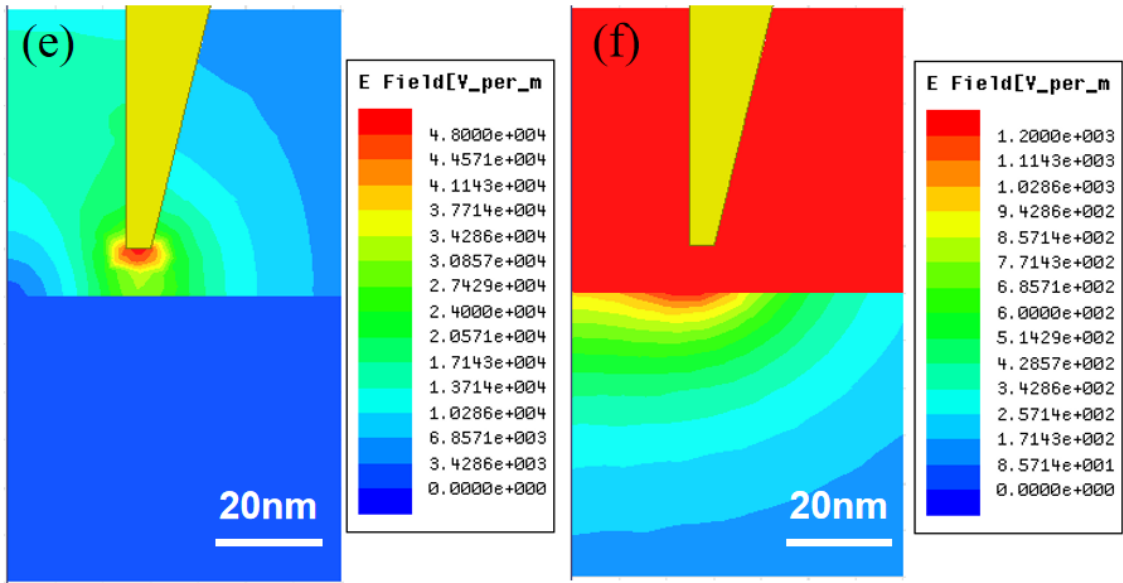 (e)
E Field[V_per_m
4.8000e+004
4.4571e+004
4.1143e+004
3.7714e+004
3.4286e+004
3.0857e+004
2.7429e+004
2.4000e+004
2.0571e+004
1.7143e+004
1.3714e+004
1.0286e+004
6.8571e+003
3.4286e+003
0.0000e+000
20nm
(f)
E Field[V_per_m
1.2000e+003
1.1143e+003
1.0286e+003
9.4286e+002
8.5714e+002
7.7143e+002
6.8571e+002
6.0000e+002
5.1429e+002
4.2857e+002
3.4286e+002
2.5714e+002
1.7143e+002
8.5714e+001
0.0000e+000
20nm